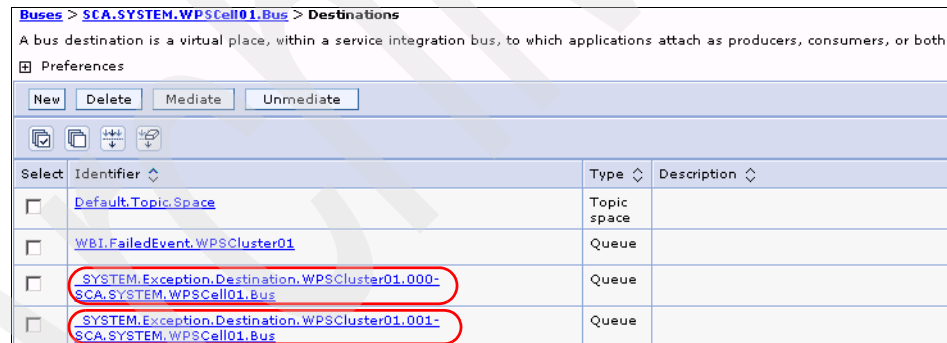 Buses > SCA.SYSTEM.WPSCell01.Bus > Destinations
A bus destination is a virtual place, within a service integration bus, to which applications attach as producers, consumers, or both
Preferences
New Delete Mediate Unmediate
Select Identifier Type Description
Default.Topic.Space Topic
space
WBI.FailedEvent.WPSCluster01 Queue
_SYSTEM.Exception.Destination.WPSCluster01.000- Queue
SCA.SYSTEM.WPSCell01.Bus
_SYSTEM.Exception.Destination.WPSCluster01.001- Queue
SCA.SYSTEM.WPSCell01.Bus